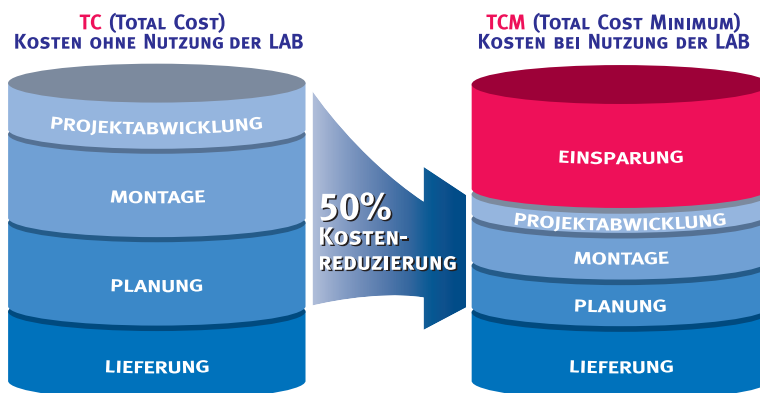 TC (Total Cost)
Kosten ohne Nutzung der LAB
PROJEKTABWICKLUNG
MONTAGE
PLANUNG
LIEFERUNG
50%
Kosten-
reduzierung
TCM (Total Cost Minimum)
Kosten bei Nutzung der LAB
EINSPARUNG
PROJEKTABWICKLUNG
MONTAGE
PLANUNG
LIEFERUNG